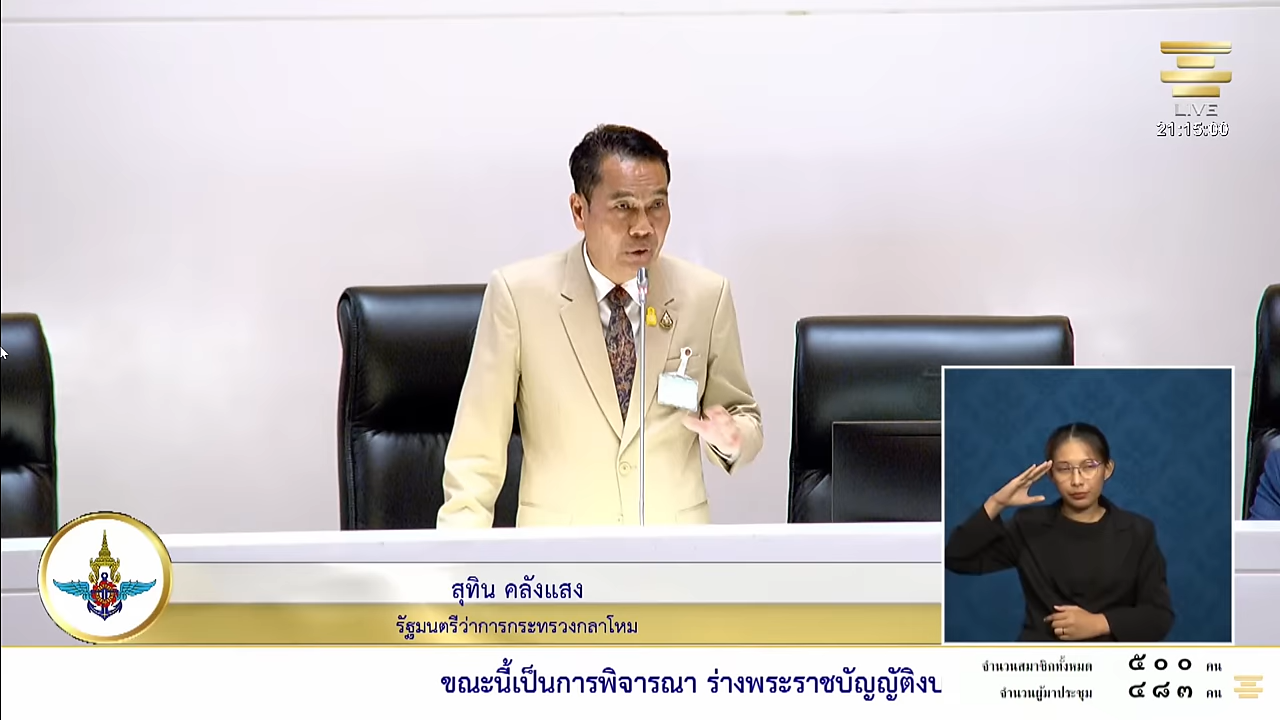 LIVE
21:15:00
สุทิน คลังแสง
รัฐมนตรีว่าการกระทรวงกลาโหม
ขณะนี้เป็นการพิจารณา ร่างพระราชบัญญัติงบ
จำนวนสมาชิกทั้งหมด ๕๐๐ คน
จำนวนผู้มาประชุม ๔๘๓ คน